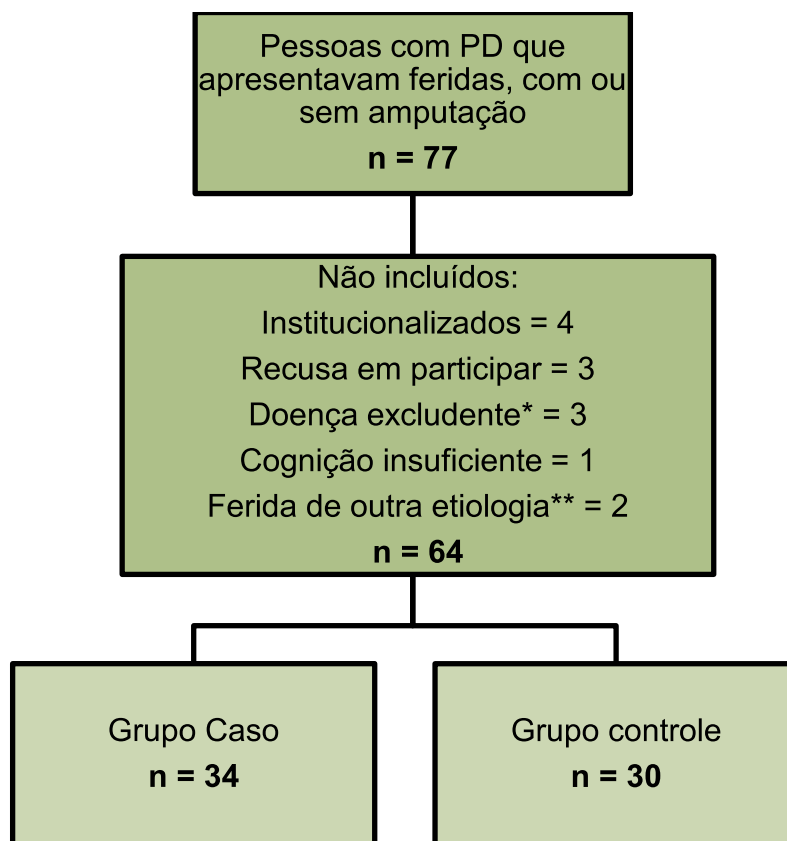 Pessoas com PD que
apresentavam feridas, com ou
sem amputação
n = 77
Não incluídos:
Institucionalizados = 4
Recusa em participar = 3
Doença excludente* = 3
Cognição insuficiente = 1
Ferida de outra etiologia** = 2
n = 64
Grupo Caso
n = 34
Grupo controle
n = 30